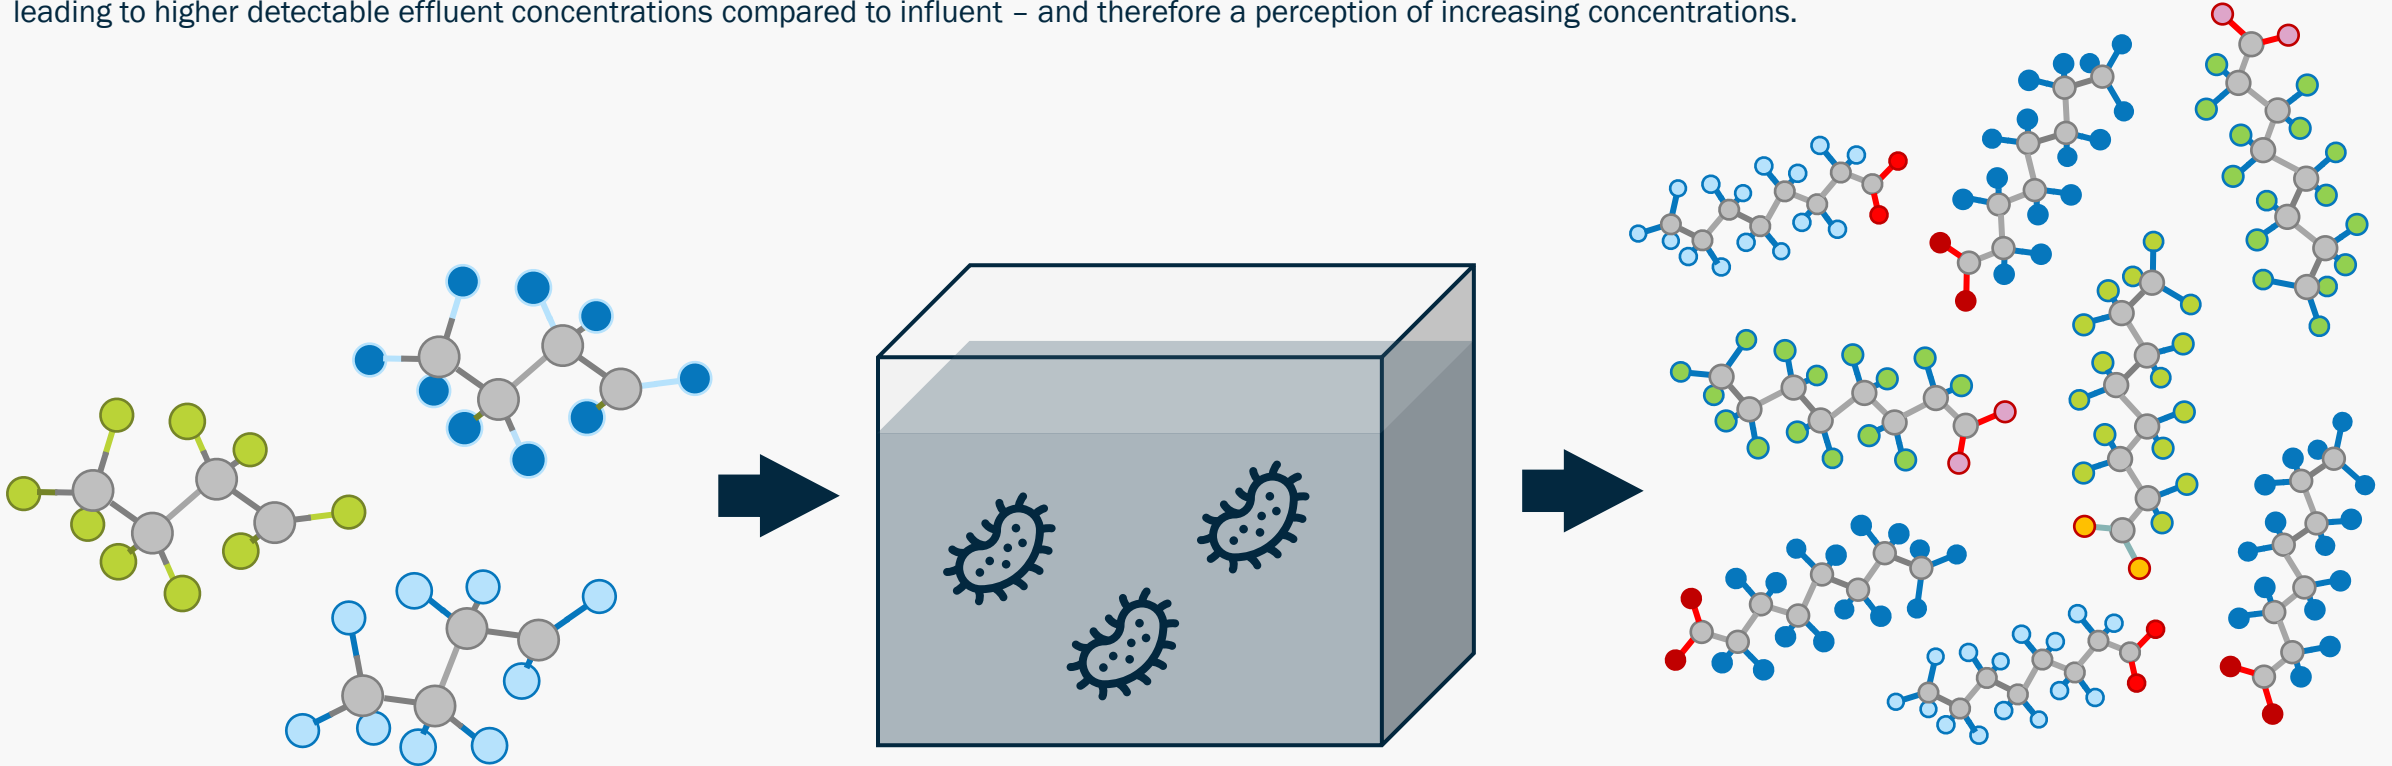 leading to higher detectable effluent concentrations compared to influent – and therefore a perception of increasing concentrations.